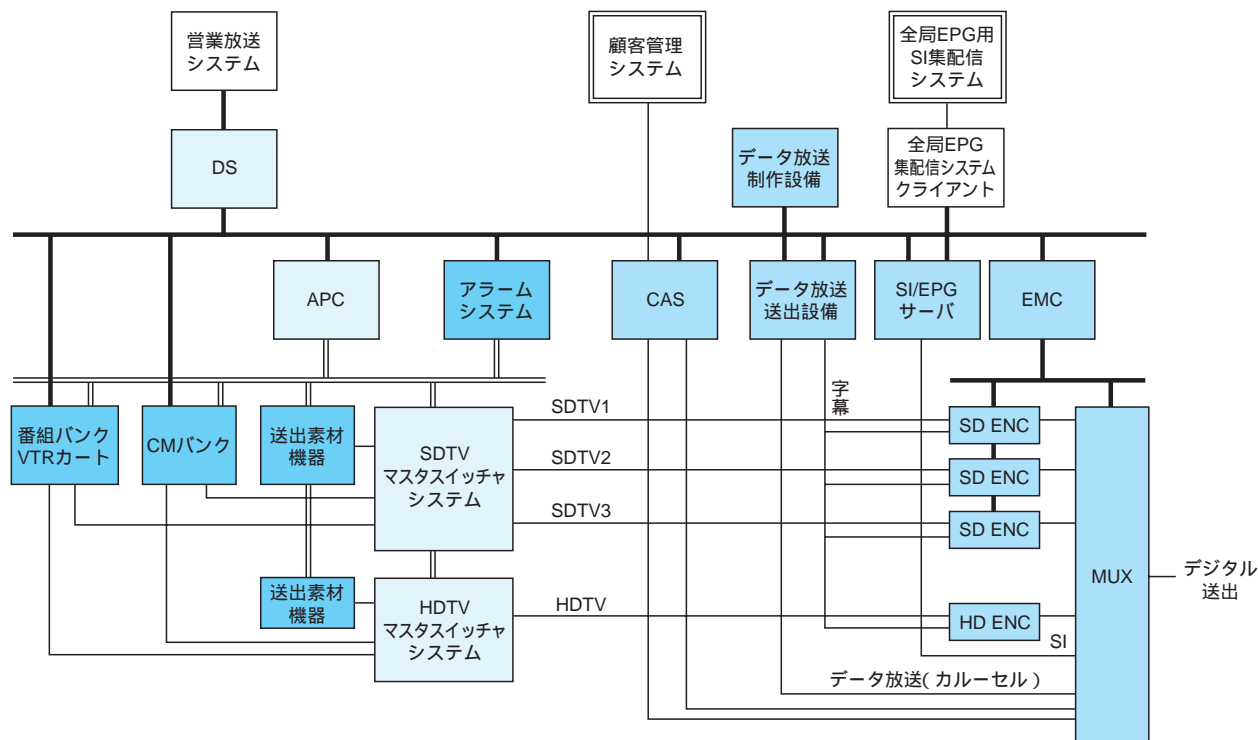 営業放送
システム
顧客管理
システム
全局EPG用
SI集配信
システム
DS
データ放送
制作設備
全局EPG
集配信システム
クライアント
APC
アラーム
システム
CAS
データ放送
送出設備
SI/EPG
サーバ
EMC
番組バンク
VTRカート
CMバンク
送出素材
機器
SDTV
マスタスイッチャ
システム
SDTV1
SDTV2
SDTV3
字幕
SD ENC
SD ENC
SD ENC
MUX
デジタル
送出
送出素材
機器
HDTV
マスタスイッチャ
システム
HDTV
HD ENC
SI
データ放送(カルーセル)